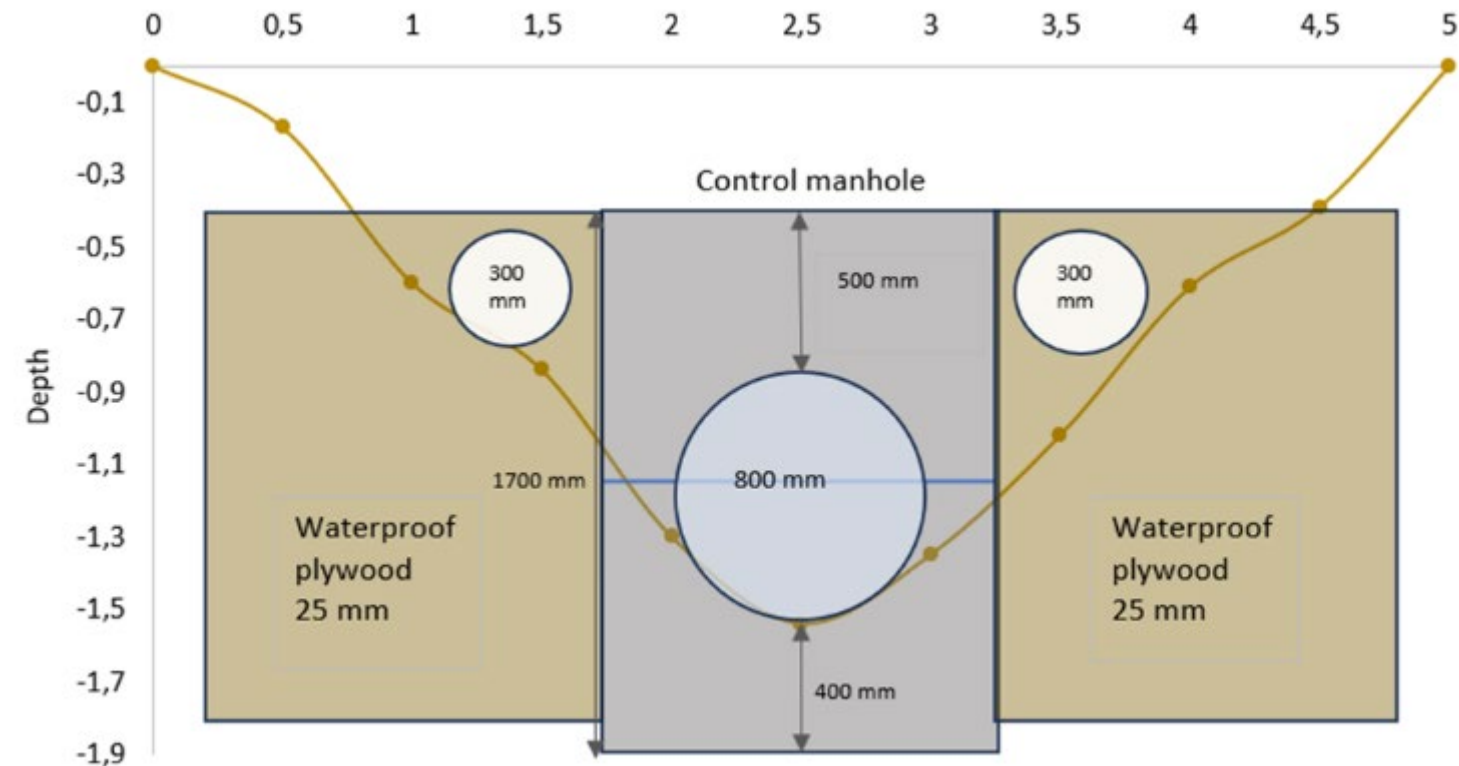 0 0,5 1 1,5 2 2,5 3 3,5 4 4,5 5
-0,1
-0,3
-0,5
-0,7
-0,9
-1,1
-1,3
-1,5
-1,7
-1,9
Depth
Control manhole
300
mm
500 mm
300
mm
1700 mm
800 mm
Waterproof
plywood
25 mm
400 mm
Waterproof
plywood
25 mm